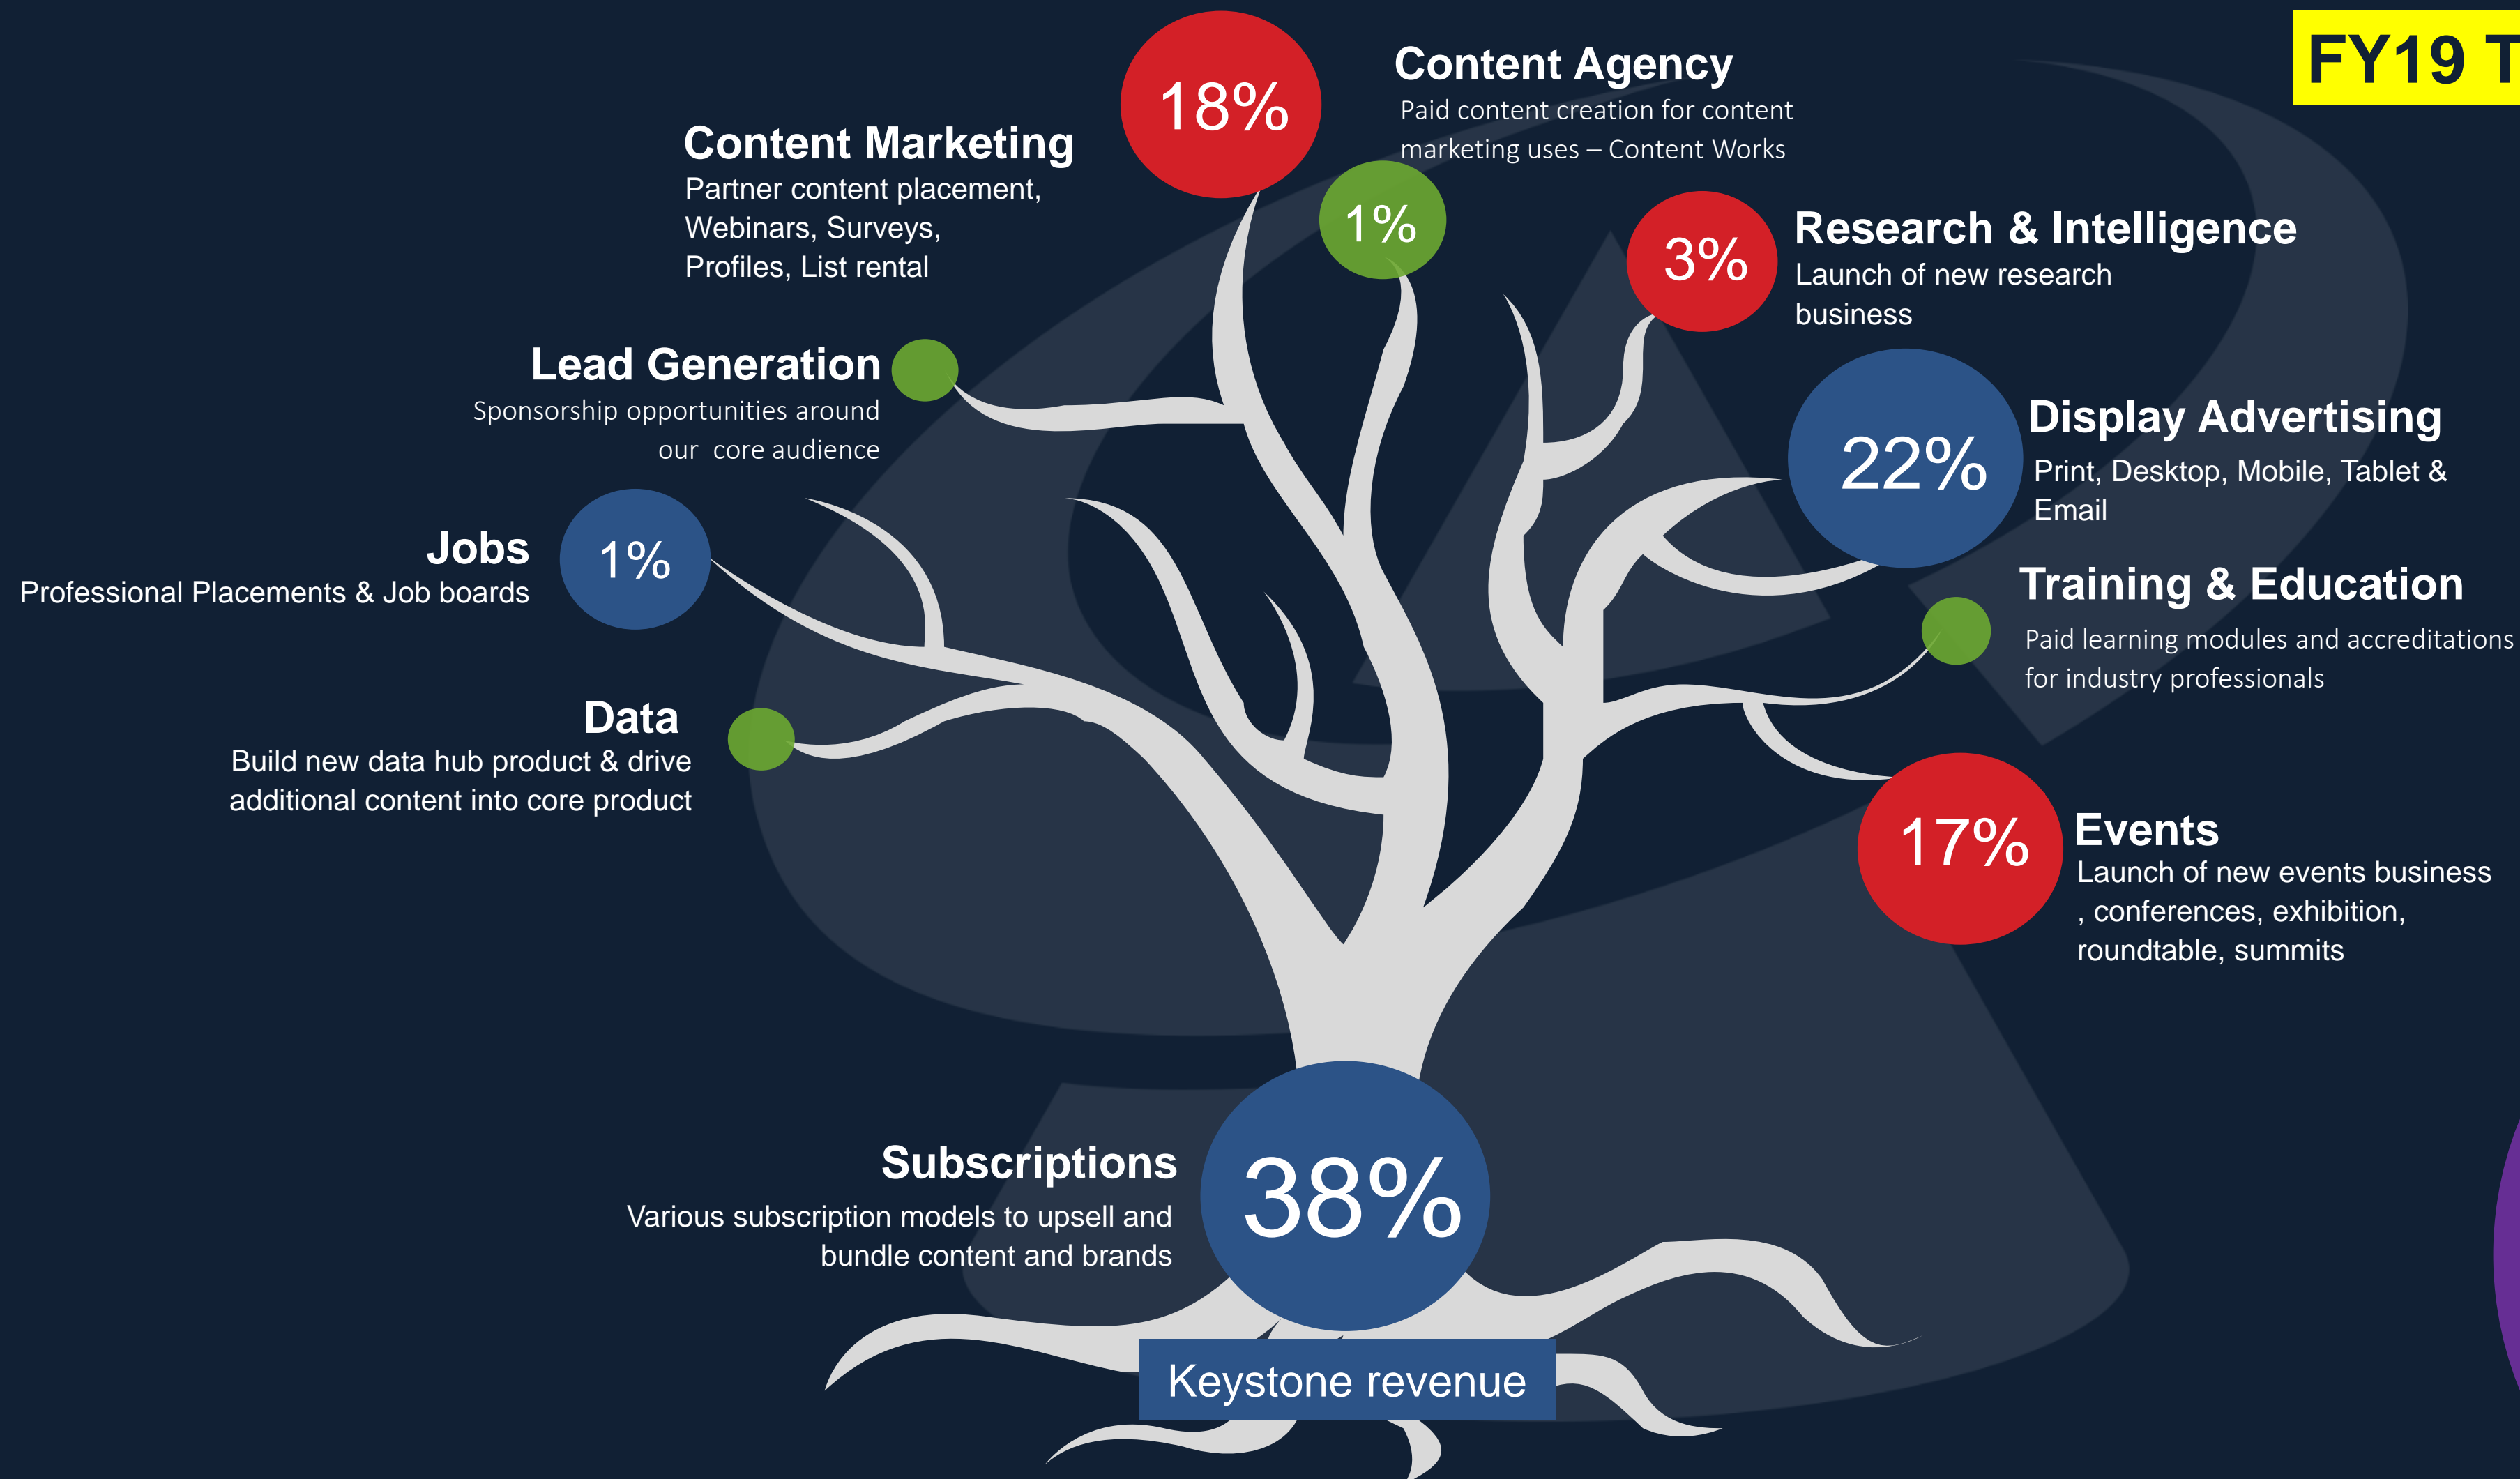 FY19 T
18%
Content Agency
Paid content creation for content
marketing uses – Content Works
Content Marketing
Partner content placement,
Webinars, Surveys,
Profiles, List rental
1%
3%
Research & Intelligence
Launch of new research
business
Lead Generation
Sponsorship opportunities around
our core audience
22%
Display Advertising
Print, Desktop, Mobile, Tablet &
Email
Jobs
Professional Placements & Job boards
1%
Training & Education
Paid learning modules and accreditations
for industry professionals
Data
Build new data hub product & drive
additional content into core product
17%
Events
Launch of new events business
, conferences, exhibition,
roundtable, summits
Subscriptions
Various subscription models to upsell and
bundle content and brands
38%
Keystone revenue